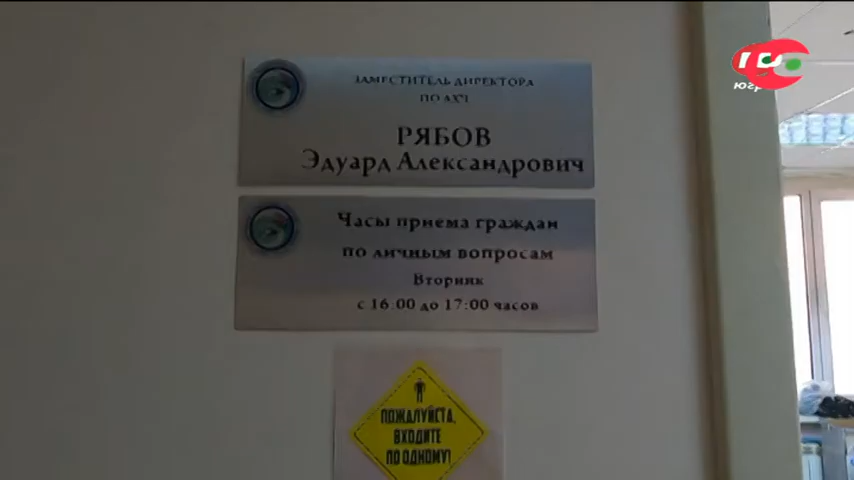 ЗАМЕСТИТЕЛЬ ДИРЕКТОРА
ПО АХЧ
РЯБОВ
Эдуард Александрович
Часы приема граждан
по личным вопросам
Вторник
с 16:00 до 17:00 часов
ПОЖАЛУЙСТА,
ВХОДИТЕ
ПО ОДНОМУ!